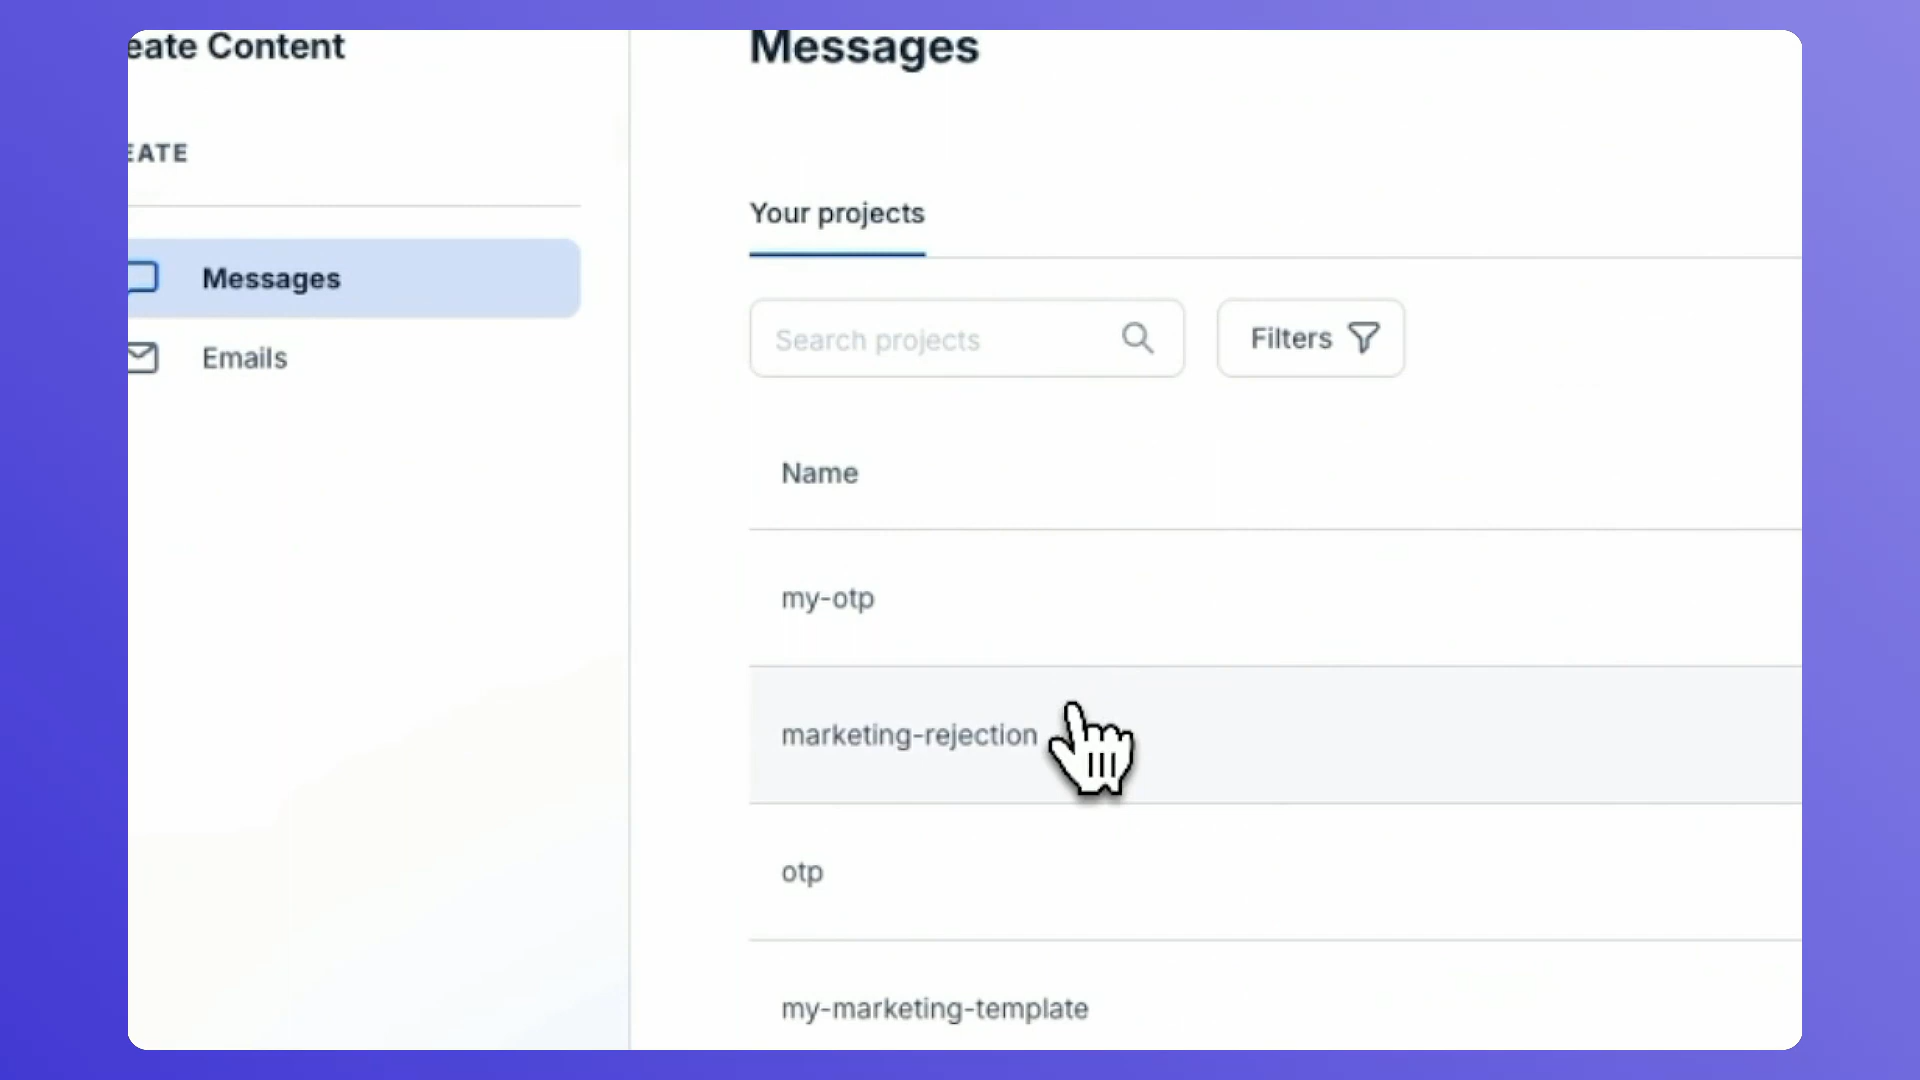 eate Content
EATE
Messages
Emails
Messages
Your projects
Search projects
Filters
Name
my-otp
marketing-rejection
otp
my-marketing-template